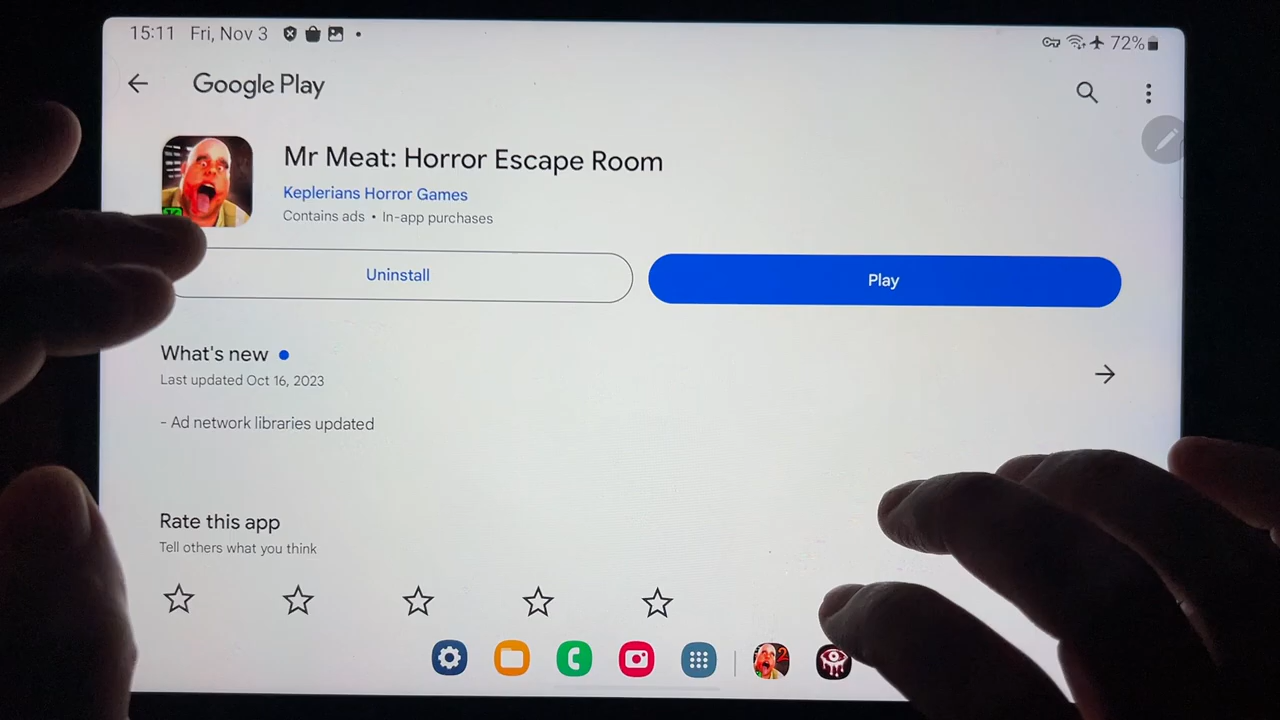 15:11 Fri, Nov 3 72%
Google Play
Mr Meat: Horror Escape Room
Keplerians Horror Games
Contains ads • In-app purchases
Uninstall
Play
What's new
Last updated Oct 16, 2023
- Ad network libraries updated
Rate this app
Tell others what you think
2